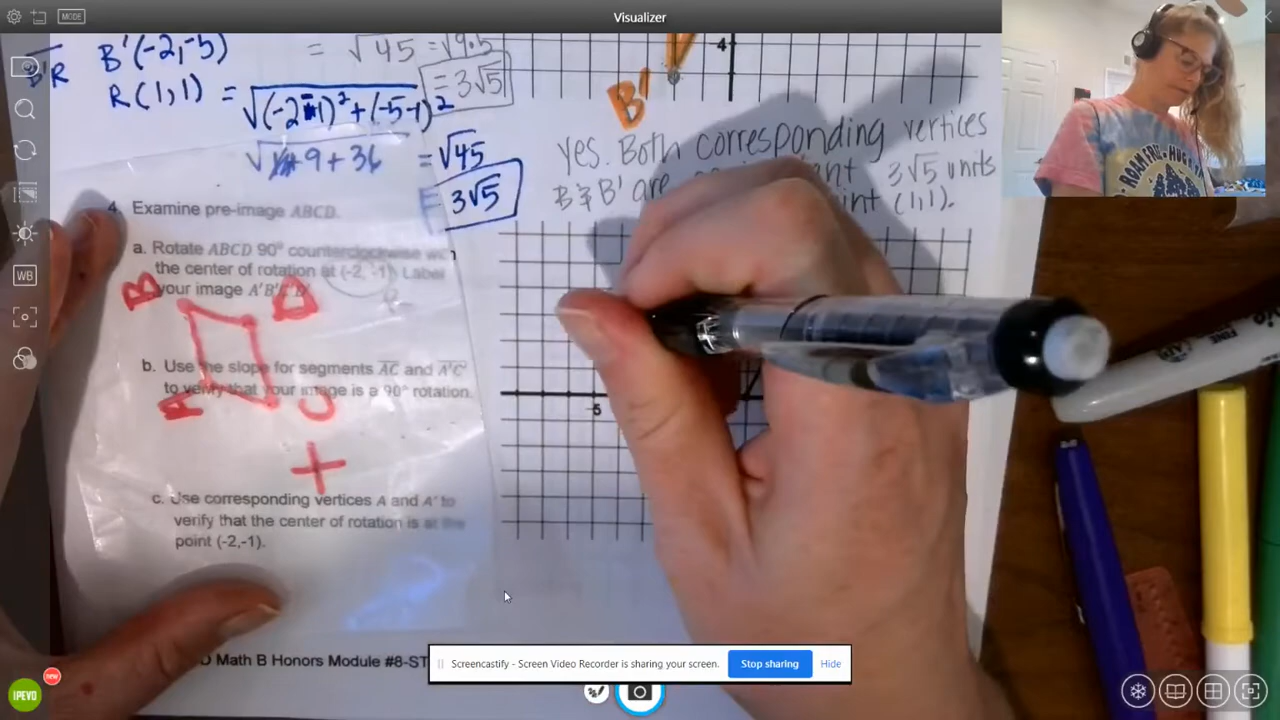 MODE
Visualizer
B'R B'(-2,-5) = √45 = √9.5
= 3√5
R(1,1) = √(-2-1)² + (-5-1)²
√9+36 = √45
= 3√5
4
B'
Yes. Both corresponding vertices
B & B' are 3√5 units
(1,1).
4. Examine pre-image ABCD.
a. Rotate ABCD 90° counterclockwise
the center of rotation at (-2, -1). Label
your image A'B'C'D'
B
D
b. Use the slope for segments AC and A'C'
to verify that your image is a 90° rotation.
A
C
-5
c. Use corresponding vertices A and A' to
verify that the center of rotation is at the
point (-2,-1).
Math B Honors Module #8-ST
Screencastify - Screen Video Recorder is sharing your screen.
Stop sharing
Hide
WB
new
IPEVO
ROAM FREE
FINE